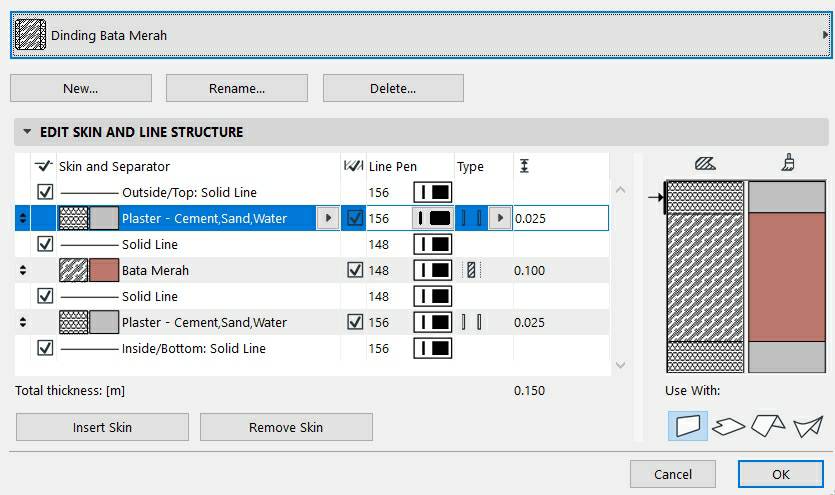 Dinding Bata Merah
New... Rename... Delete...
EDIT SKIN AND LINE STRUCTURE
Skin and Separator Line Pen Type
Outside/Top: Solid Line 156
Plaster - Cement,Sand,Water 156 0.025
Solid Line 148
Bata Merah 148 0.100
Solid Line 148
Plaster - Cement,Sand,Water 156 0.025
Inside/Bottom: Solid Line 156
Total thickness: [m] 0.150
Use With:
Insert Skin Remove Skin
Cancel OK